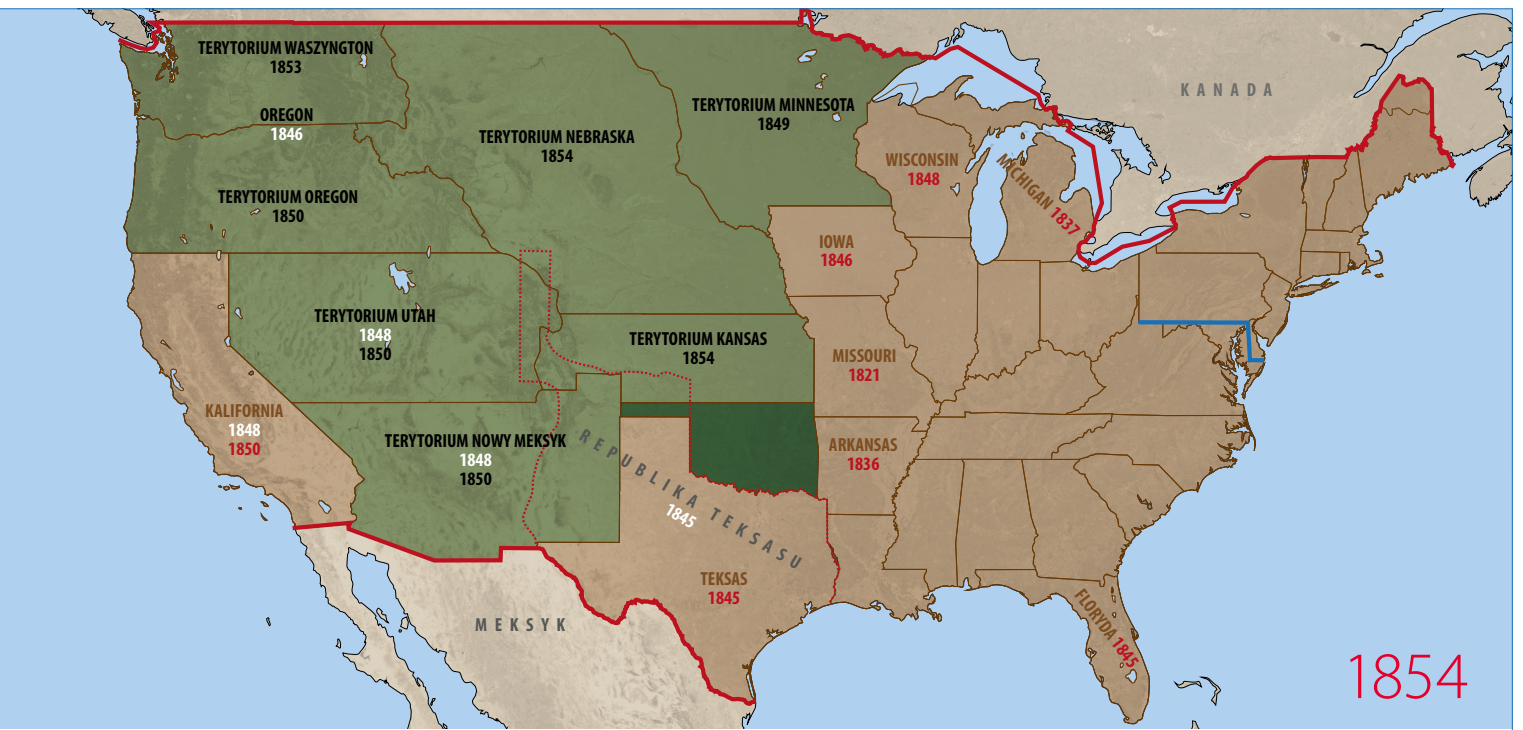 TERYTORIUM WASZYNGTON
1853
OREGON
1846
TERYTORIUM OREGON
1850
TERYTORIUM NEBRASKA
1854
TERYTORIUM MINNESOTA
1849
KANADA
WISCONSIN
1848
MICHIGAN 1837
IOWA
1846
TERYTORIUM UTAH
1848
1850
TERYTORIUM KANSAS
1854
MISSOURI
1821
KALIFORNIA
1848
1850
TERYTORIUM NOWY MEKSYK
1848
1850
REPUBLIKA TEKSASU
1845
ARKANSAS
1836
TEKSAS
1845
MEKSYK
FLORYDA 1845
1854